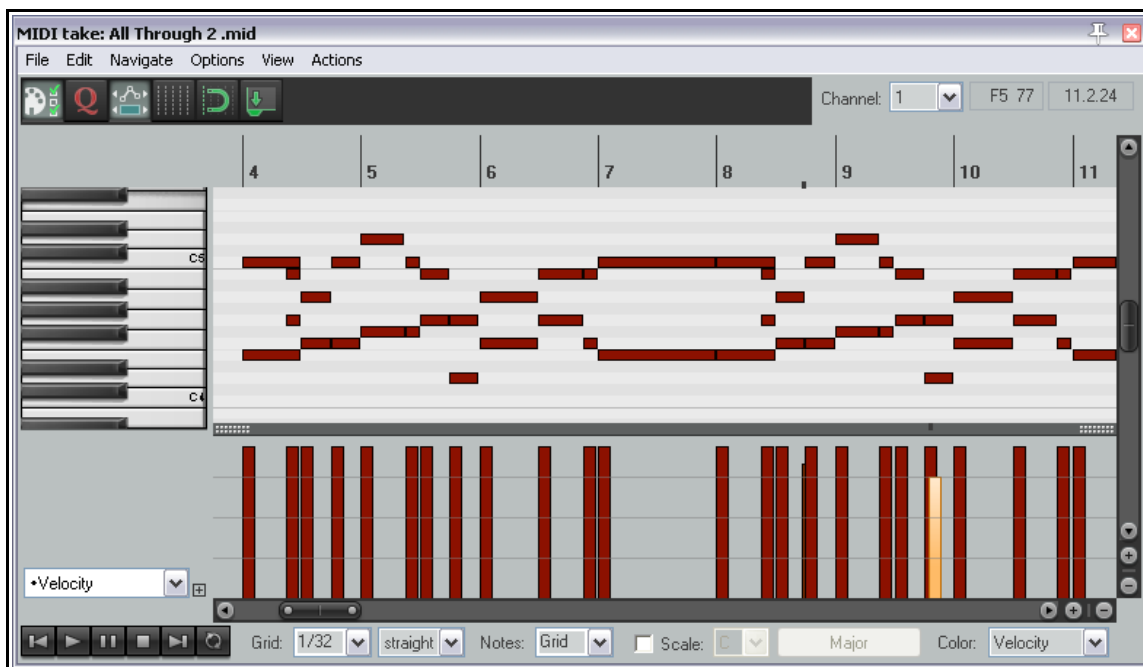 MIDI take: All Through 2 .mid
File Edit Navigate Options View Actions
Q Channel: 1 F5 77 11.2.24
4 5 6 7 8 9 10 11
C5
C4
•Velocity
Grid: 1/32 straight Notes: Grid Scale: C Major Color: Velocity